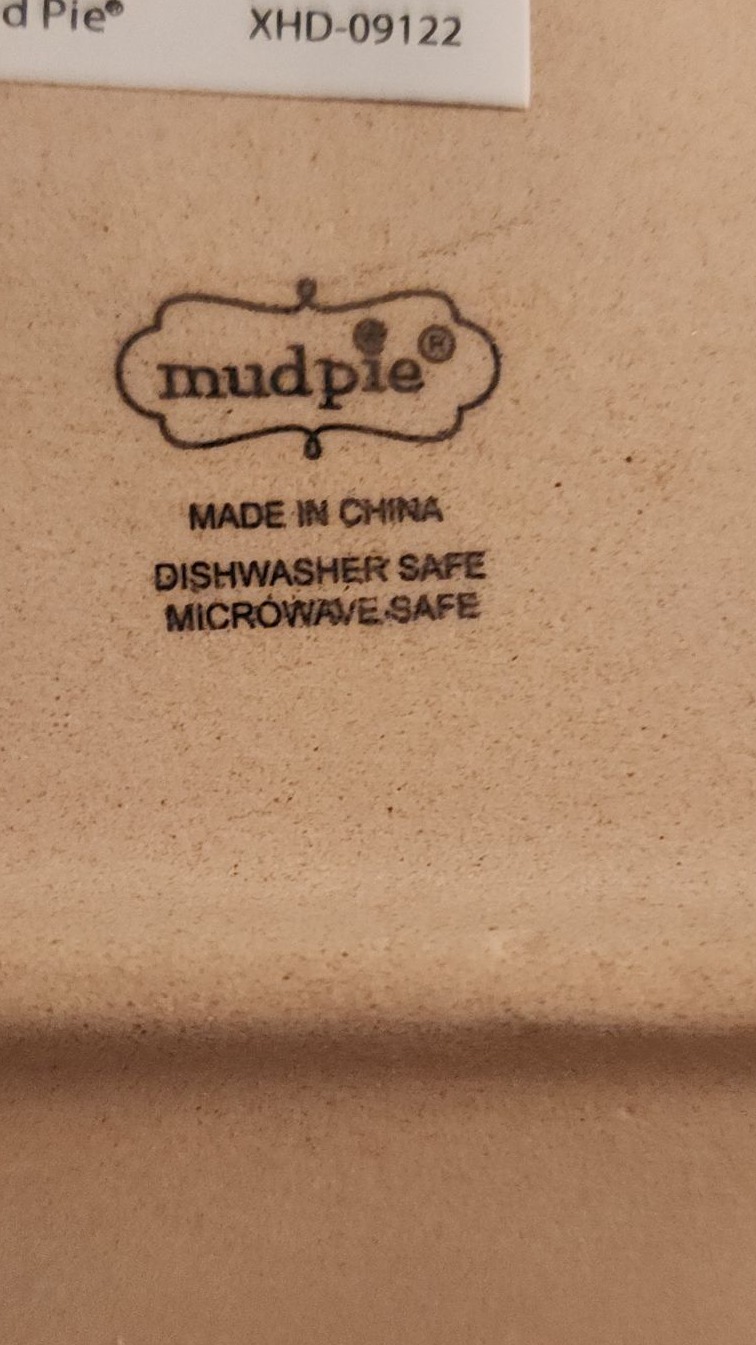 d Pie® XHD-09122
mudpie®
MADE IN CHINA
DISHWASHER SAFE
MICROWAVE SAFE